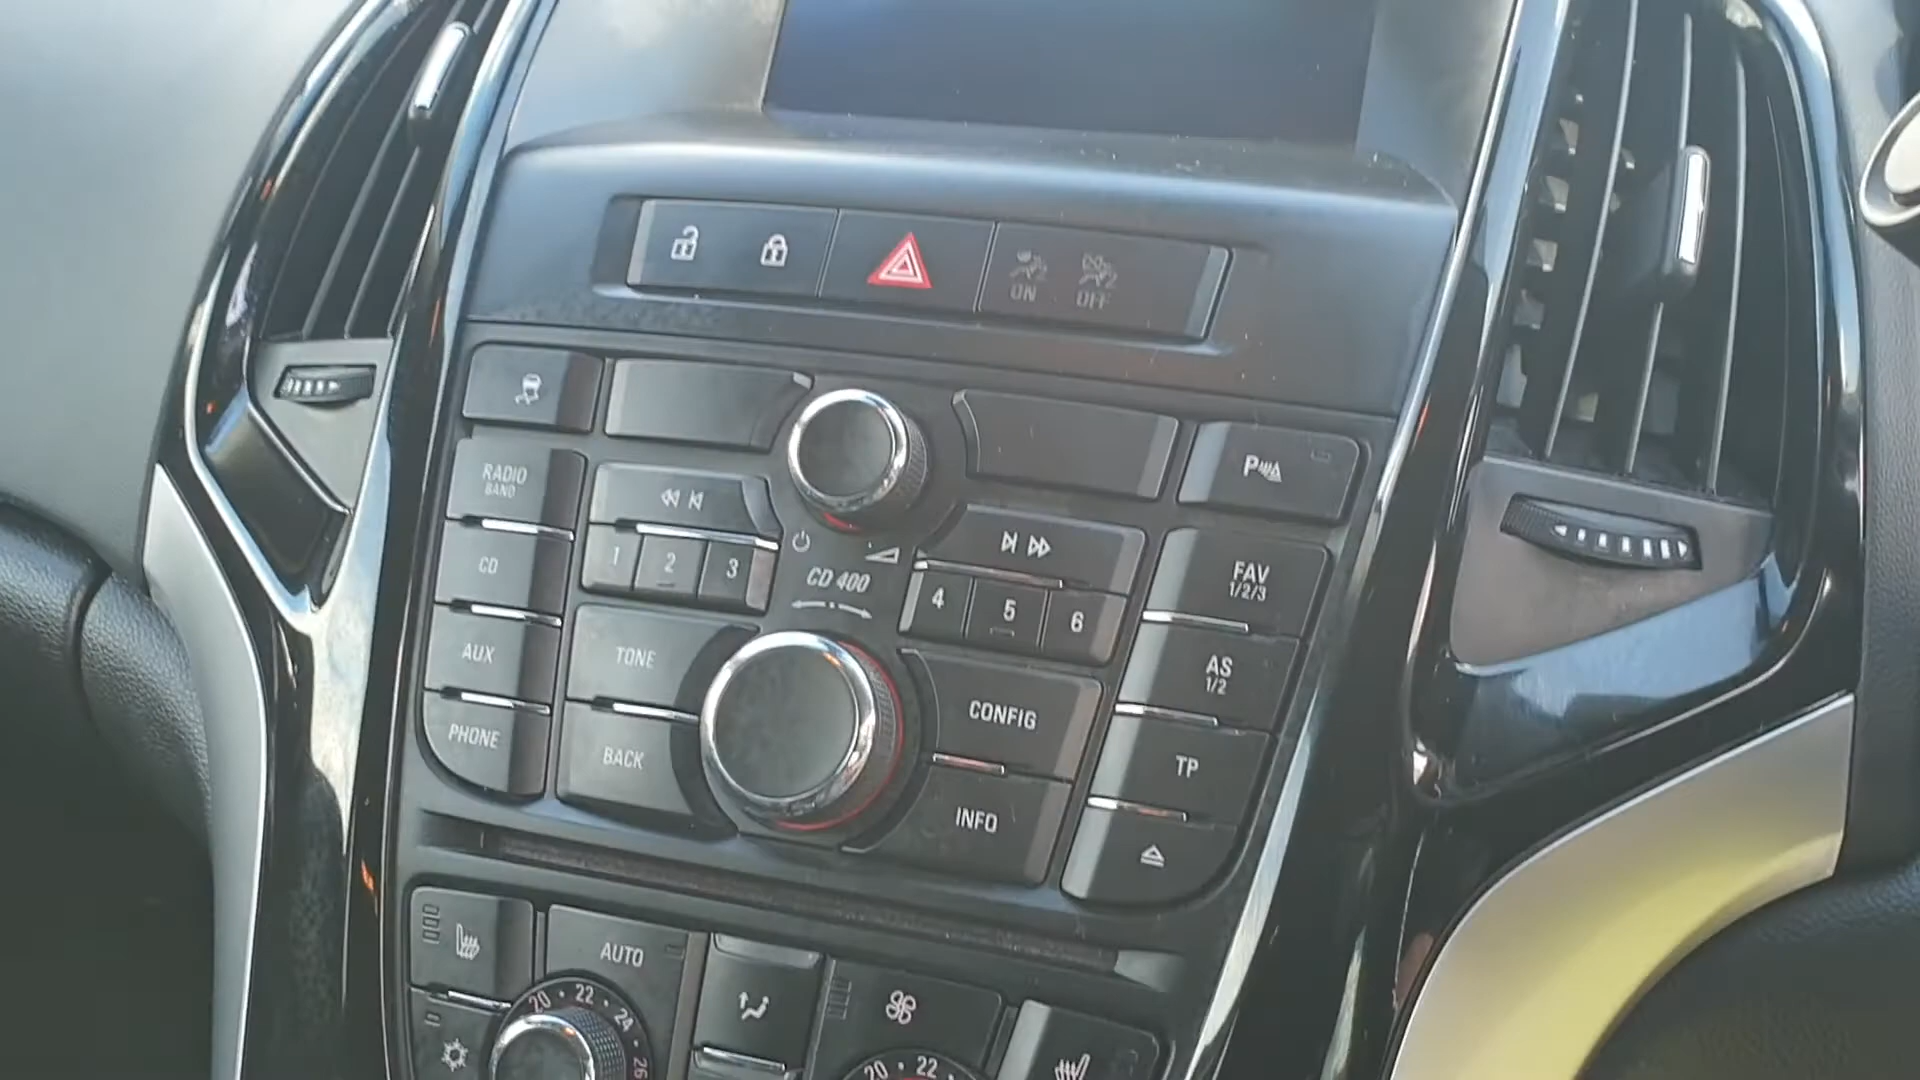 ON
OFF
RADIO
BAND
1
2
3
CD 400
4
5
6
FAV
1/2/3
CD
AUX
TONE
AS
1/2
CONFIG
PHONE
BACK
TP
INFO
P
AUTO
20 22 24 26
20 22